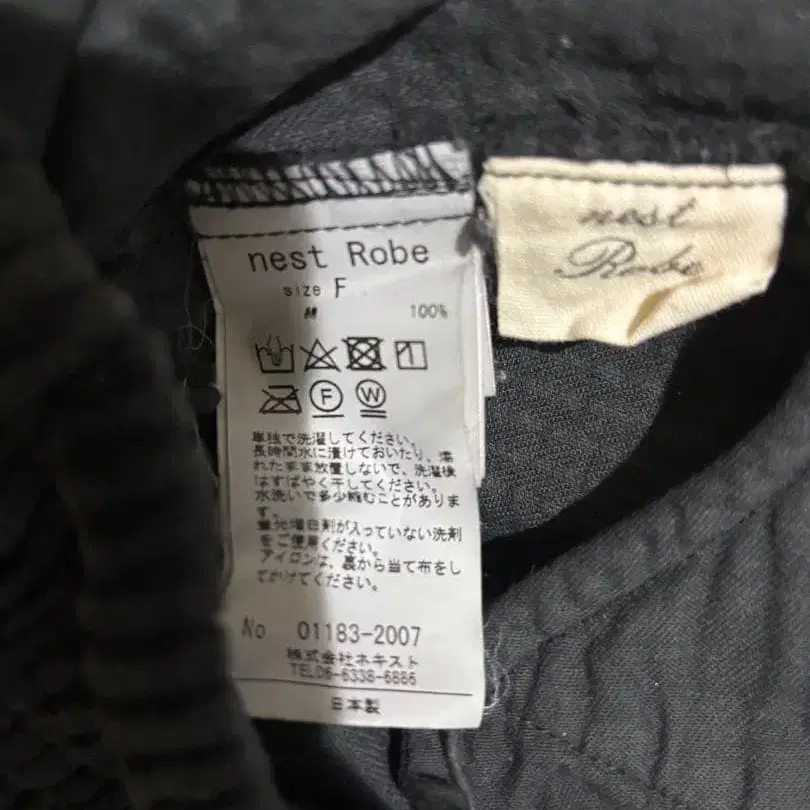 nest Robe
size F
100%
F
W
単独で洗濯してください。
長時間水に漬けておいたり、濡
れたまま放置しないで、洗濯後
はすばやく干してください。
水洗いで多少縮むことがありま
す。
蛍光増白剤が入っていない洗剤
をご使用ください。
アイロンは、裏から当て布をし
てかけてください。
No 01183-2007
株式会社ネキスト
TEL06-6338-6886
日本製
nest
Robe